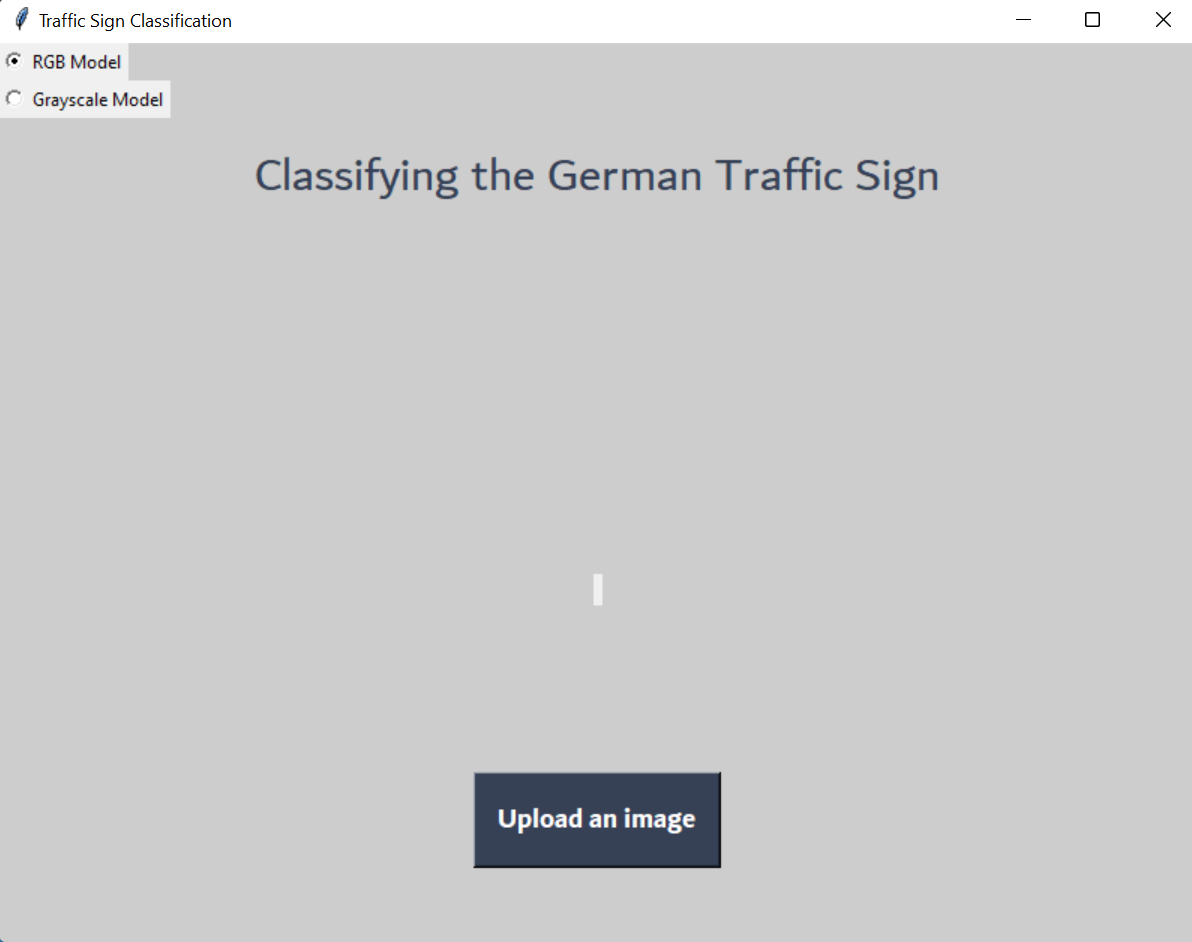 Traffic Sign Classification
RGB Model
Grayscale Model
Classifying the German Traffic Sign
Upload an image